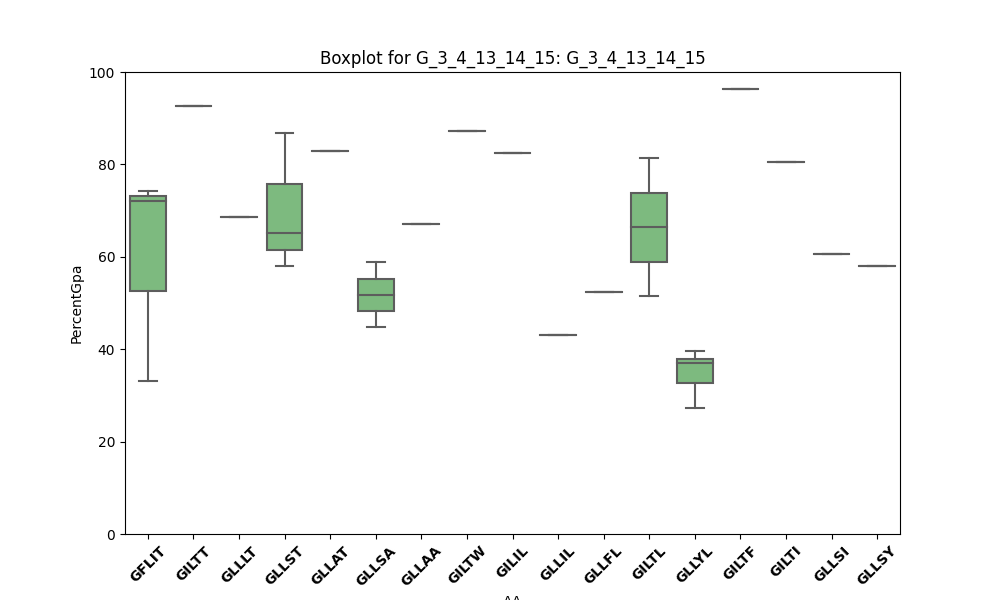 Boxplot for G_3_4_13_14_15: G_3_4_13_14_15
PercentGpa
100
80
60
40
20
0
GFLIT
GILTT
GLLLT
GLLST
GLLAT
GLLSA
GLLAA
GILTW
GILIL
GLLIL
GLLFL
GILTL
GLLYL
GILTF
GILTI
GLLSI
GLLSY
AA